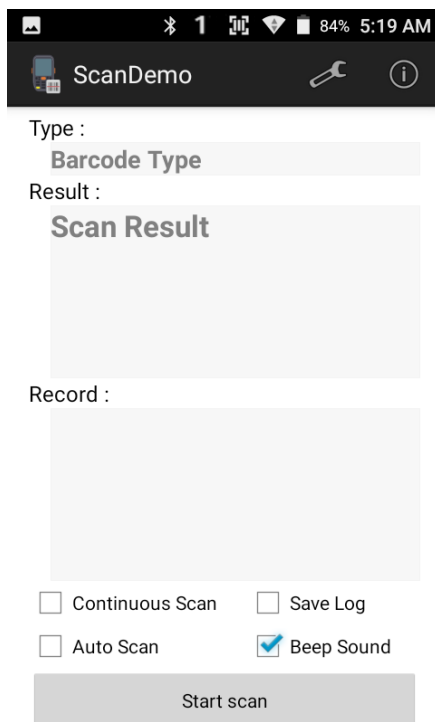 1 84% 5:19 AM
ScanDemo
Type :
Barcode Type
Result :
Scan Result
Record :
Continuous Scan Save Log
Auto Scan Beep Sound
Start scan